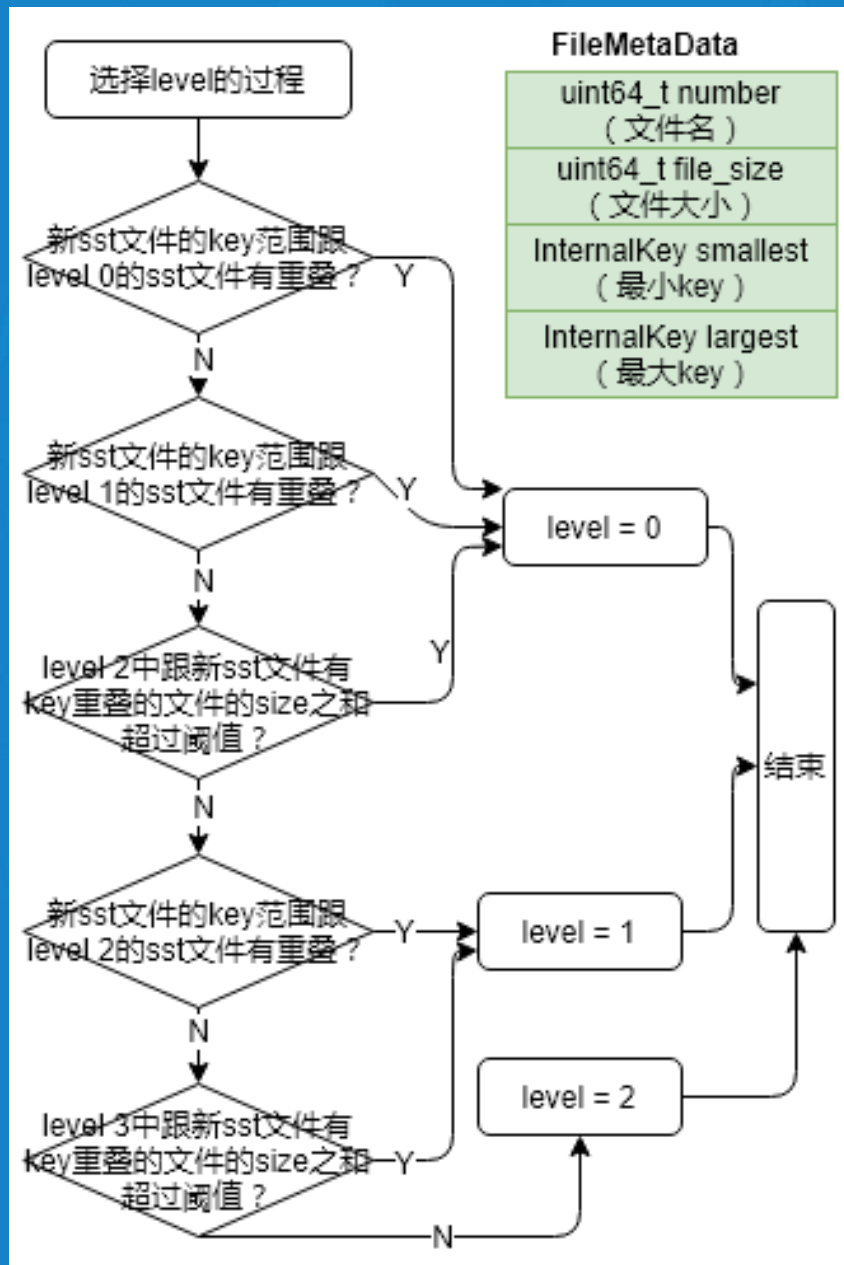 选择level的过程
FileMetaData
uint64_t number
（文件名）
uint64_t file_size
（文件大小）
InternalKey smallest
（最小key）
InternalKey largest
（最大key）
新sst文件的key范围跟
level 0的sst文件有重叠？
Y
N
新sst文件的key范围跟
level 1的sst文件有重叠？
Y
level = 0
N
level 2中跟新sst文件有
key重叠的文件的size之和
超过阈值？
Y
结束
N
新sst文件的key范围跟
level 2的sst文件有重叠？
Y
level = 1
N
level 3中跟新sst文件有
key重叠的文件的size之和
超过阈值？
Y
level = 2
N